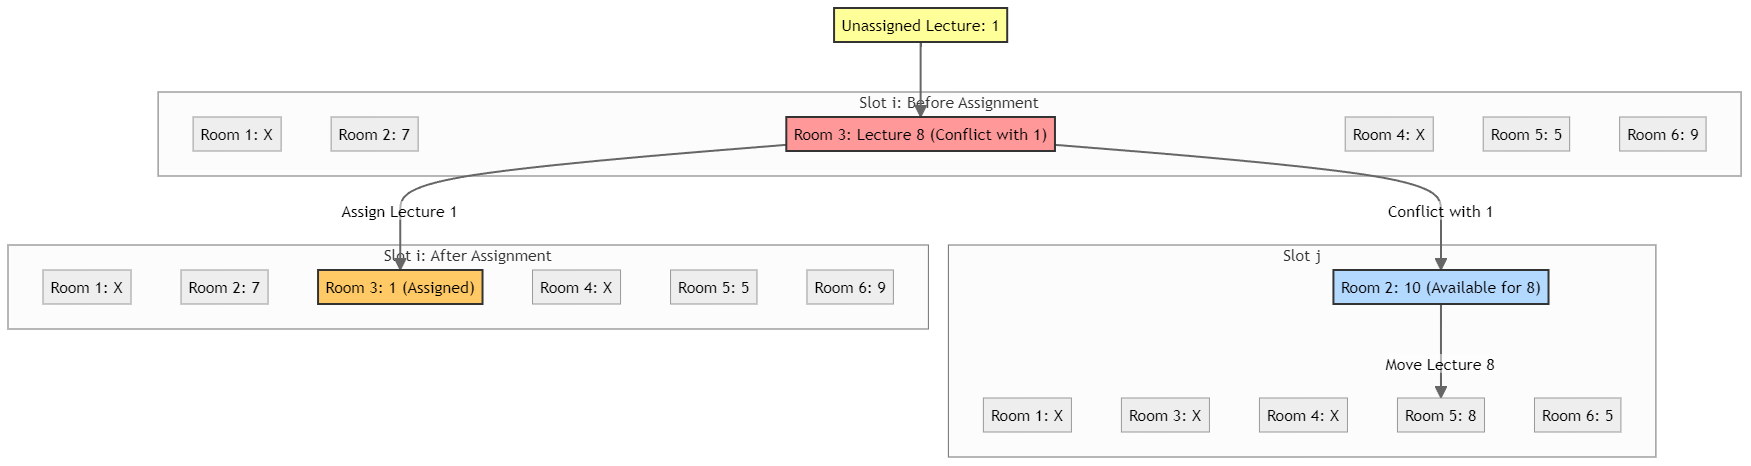 Unassigned Lecture: 1
Slot i: Before Assignment
Room 1: X
Room 2: 7
Room 3: Lecture 8 (Conflict with 1)
Room 4: X
Room 5: 5
Room 6: 9
Assign Lecture 1
Conflict with 1
Slot i: After Assignment
Room 1: X
Room 2: 7
Room 3: 1 (Assigned)
Room 4: X
Room 5: 5
Room 6: 9
Slot j
Room 2: 10 (Available for 8)
Move Lecture 8
Room 1: X
Room 3: X
Room 4: X
Room 5: 8
Room 6: 5